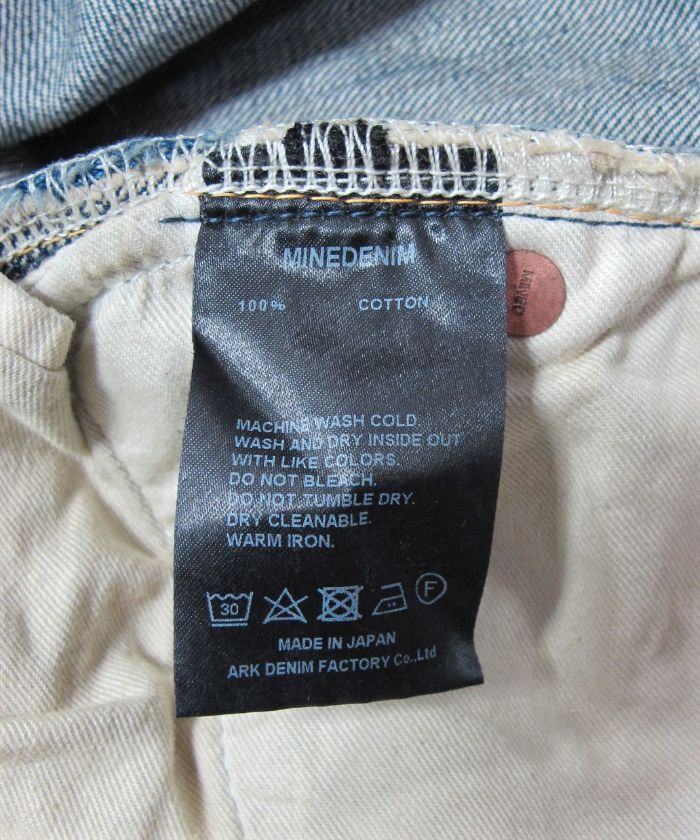 MINEDENIM
100% COTTON
MINED
MACHINE WASH COLD.
WASH AND DRY INSIDE OUT
WITH LIKE COLORS.
DO NOT BLEACH.
DO NOT TUMBLE DRY.
DRY CLEANABLE.
WARM IRON.
30
F
MADE IN JAPAN
ARK DENIM FACTORY Co.,Ltd